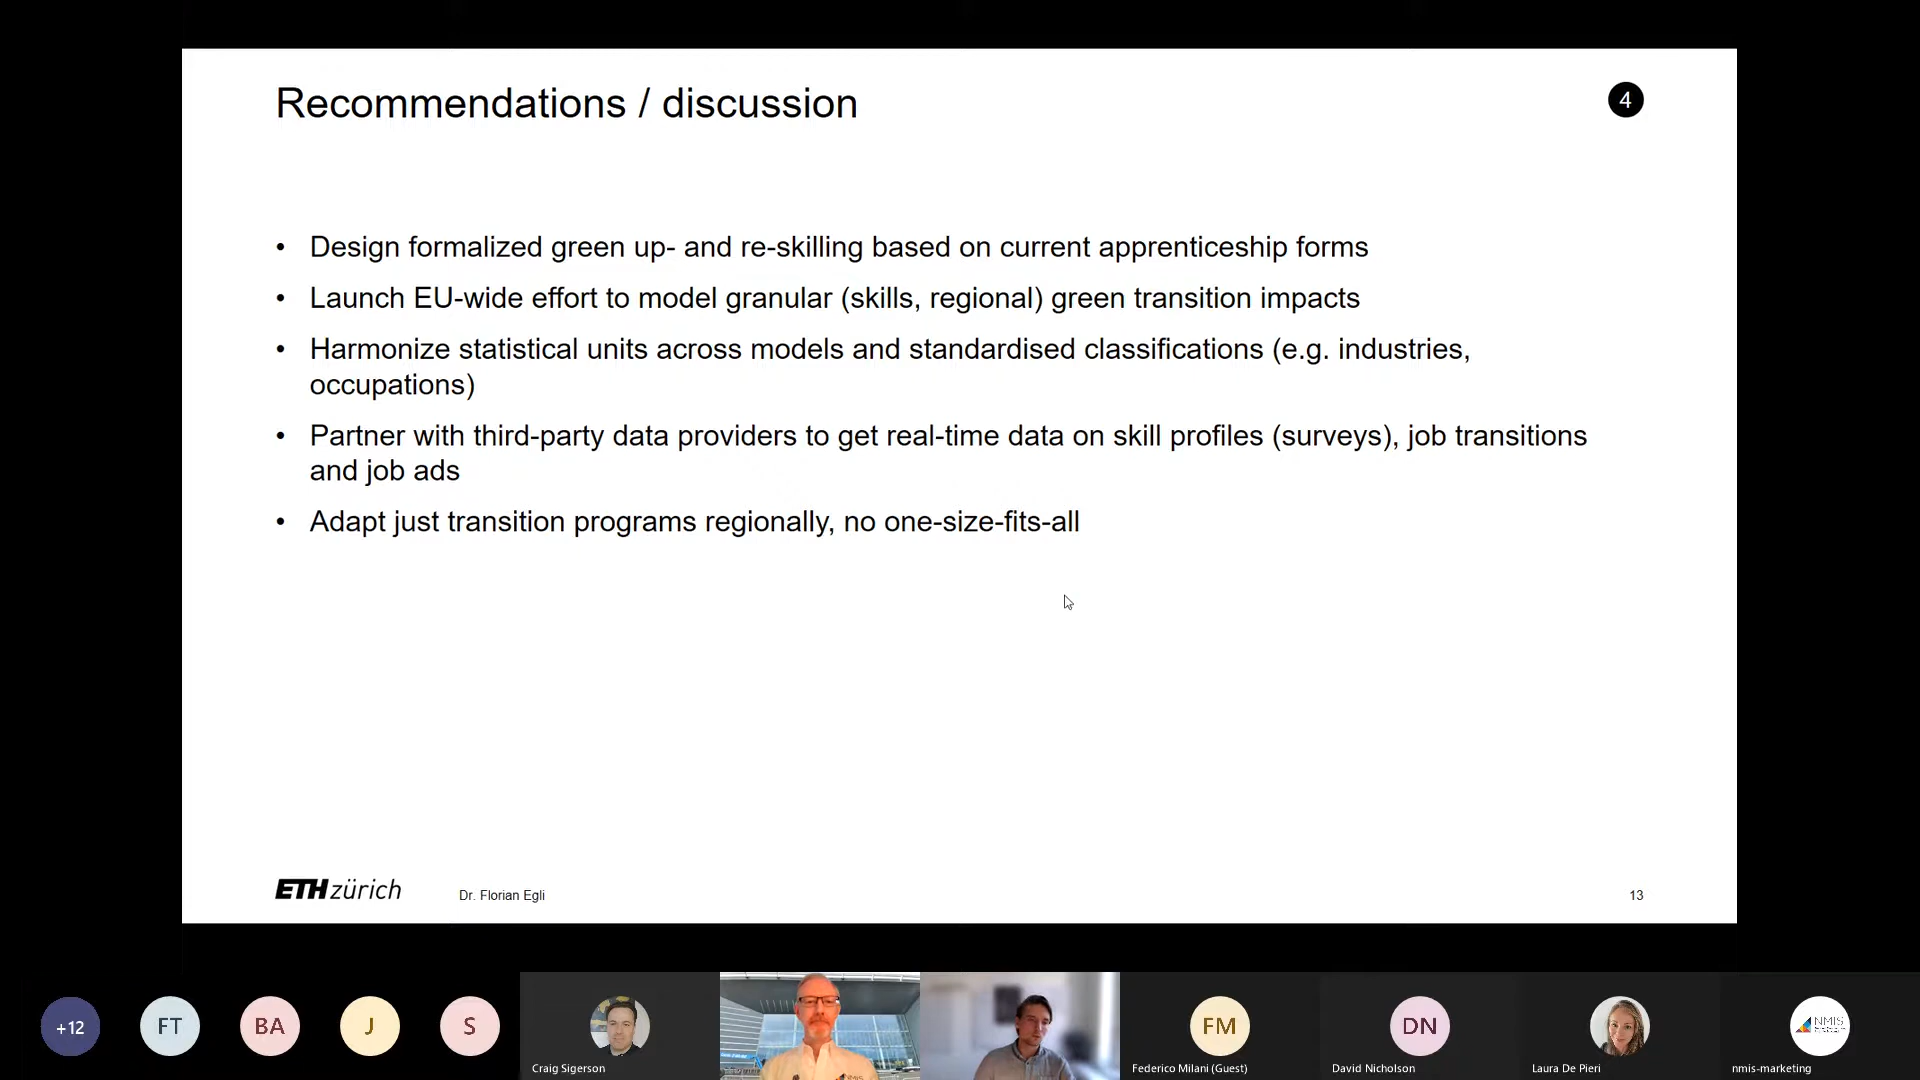 Recommendations / discussion
4
• Design formalized green up- and re-skilling based on current apprenticeship forms
• Launch EU-wide effort to model granular (skills, regional) green transition impacts
• Harmonize statistical units across models and standardised classifications (e.g. industries,
occupations)
• Partner with third-party data providers to get real-time data on skill profiles (surveys), job transitions
and job ads
• Adapt just transition programs regionally, no one-size-fits-all
ETH zürich
Dr. Florian Egli
13
+12
FT
BA
J
S
FM
DN
NMIS
Craig Sigerson
Federico Milani (Guest)
David Nicholson
Laura De Pieri
nmis-marketing